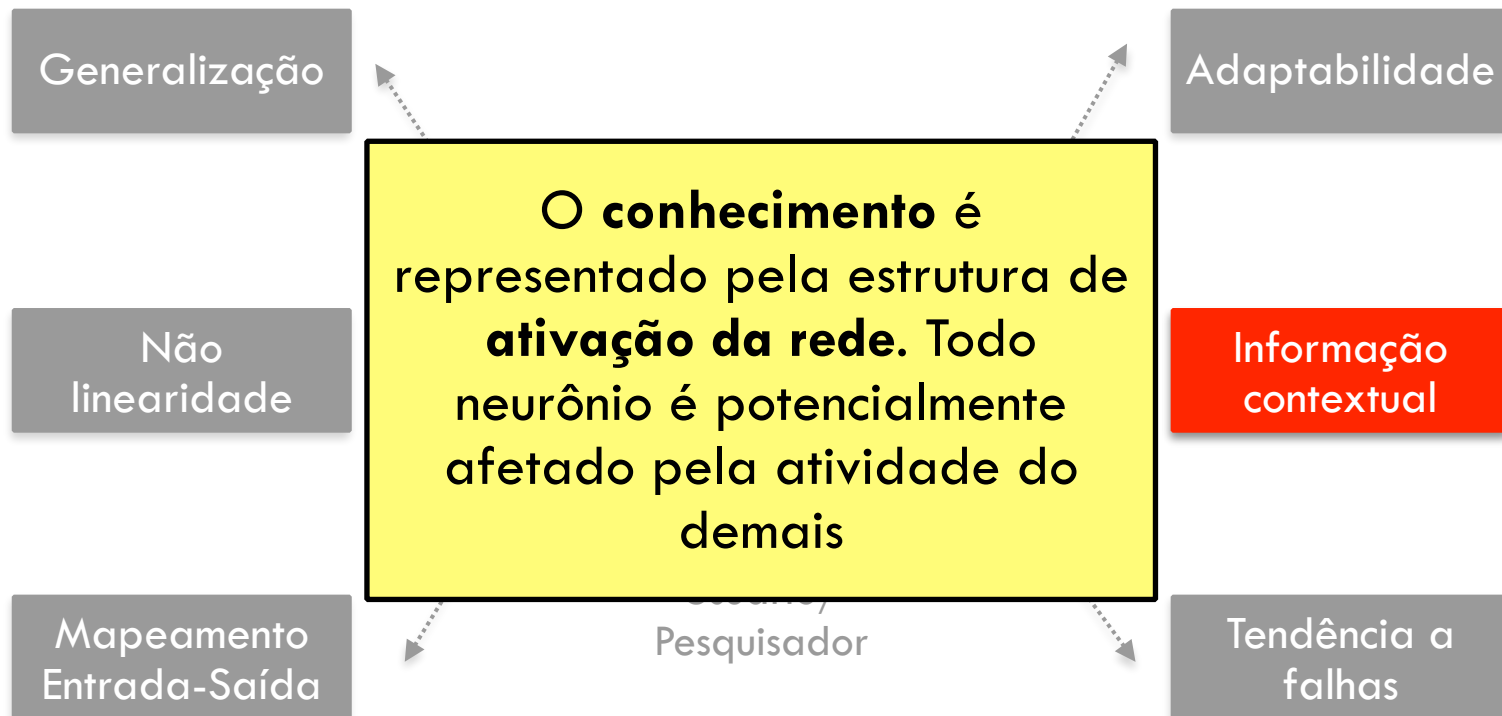 Generalização
Adaptabilidade
O conhecimento é
representado pela estrutura de
ativação da rede. Todo
neurônio é potencialmente
afetado pela atividade do
demais
Não
linearidade
Informação
contextual
Pesquisador
Mapeamento
Entrada-Saída
Tendência a
falhas